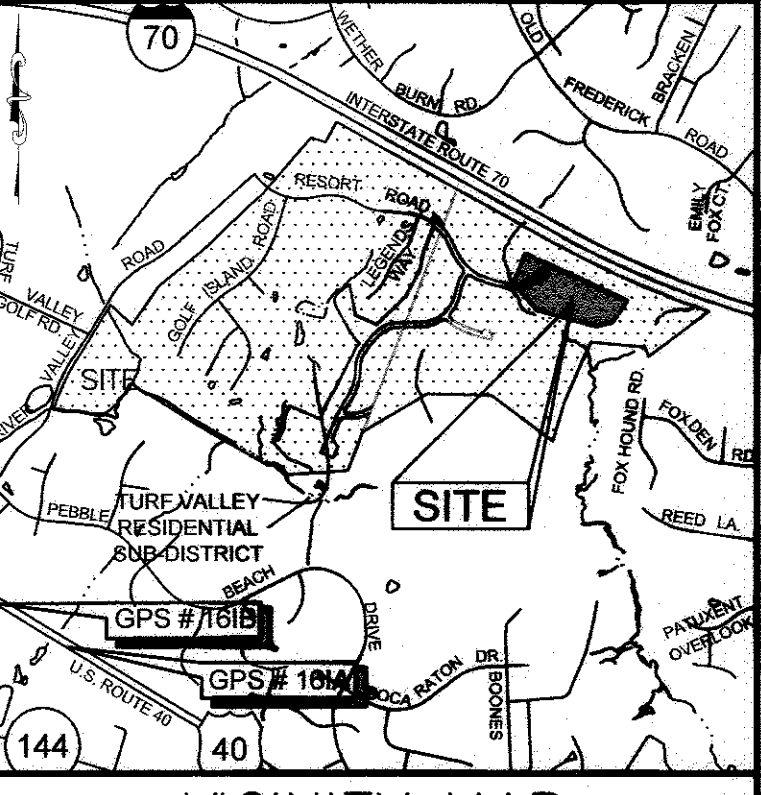 70
WETHER
BURN RD.
OLD
FREDERICK
ROAD
BRACKEN
INTERSTATE ROUTE 70
EMILY
FOX CT.
RESORT
ROAD
ROAD
GOLF ISLAND ROAD
LEGENDS
WAY
TURF
VALLEY
GOLF RD.
VALLEY
SITE
RIVER
FOX HOUND RD.
FOX DEN
RD
SITE
REED LA.
PEBBLE
TURF VALLEY
RESIDENTIAL
SUB-DISTRICT
BEACH
DRIVE
GPS # 16IB
GPS # 16IA
PATUXENT
OVERLOOK
U.S. ROUTE 40
OCA RATON
DR.
BOONES
144
40